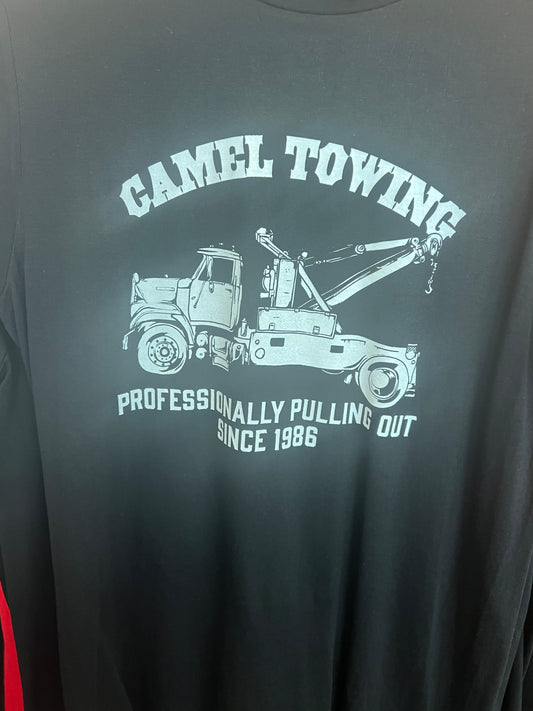 CAMEL TOWING
PROFESSIONALLY PULLING OUT
SINCE 1986